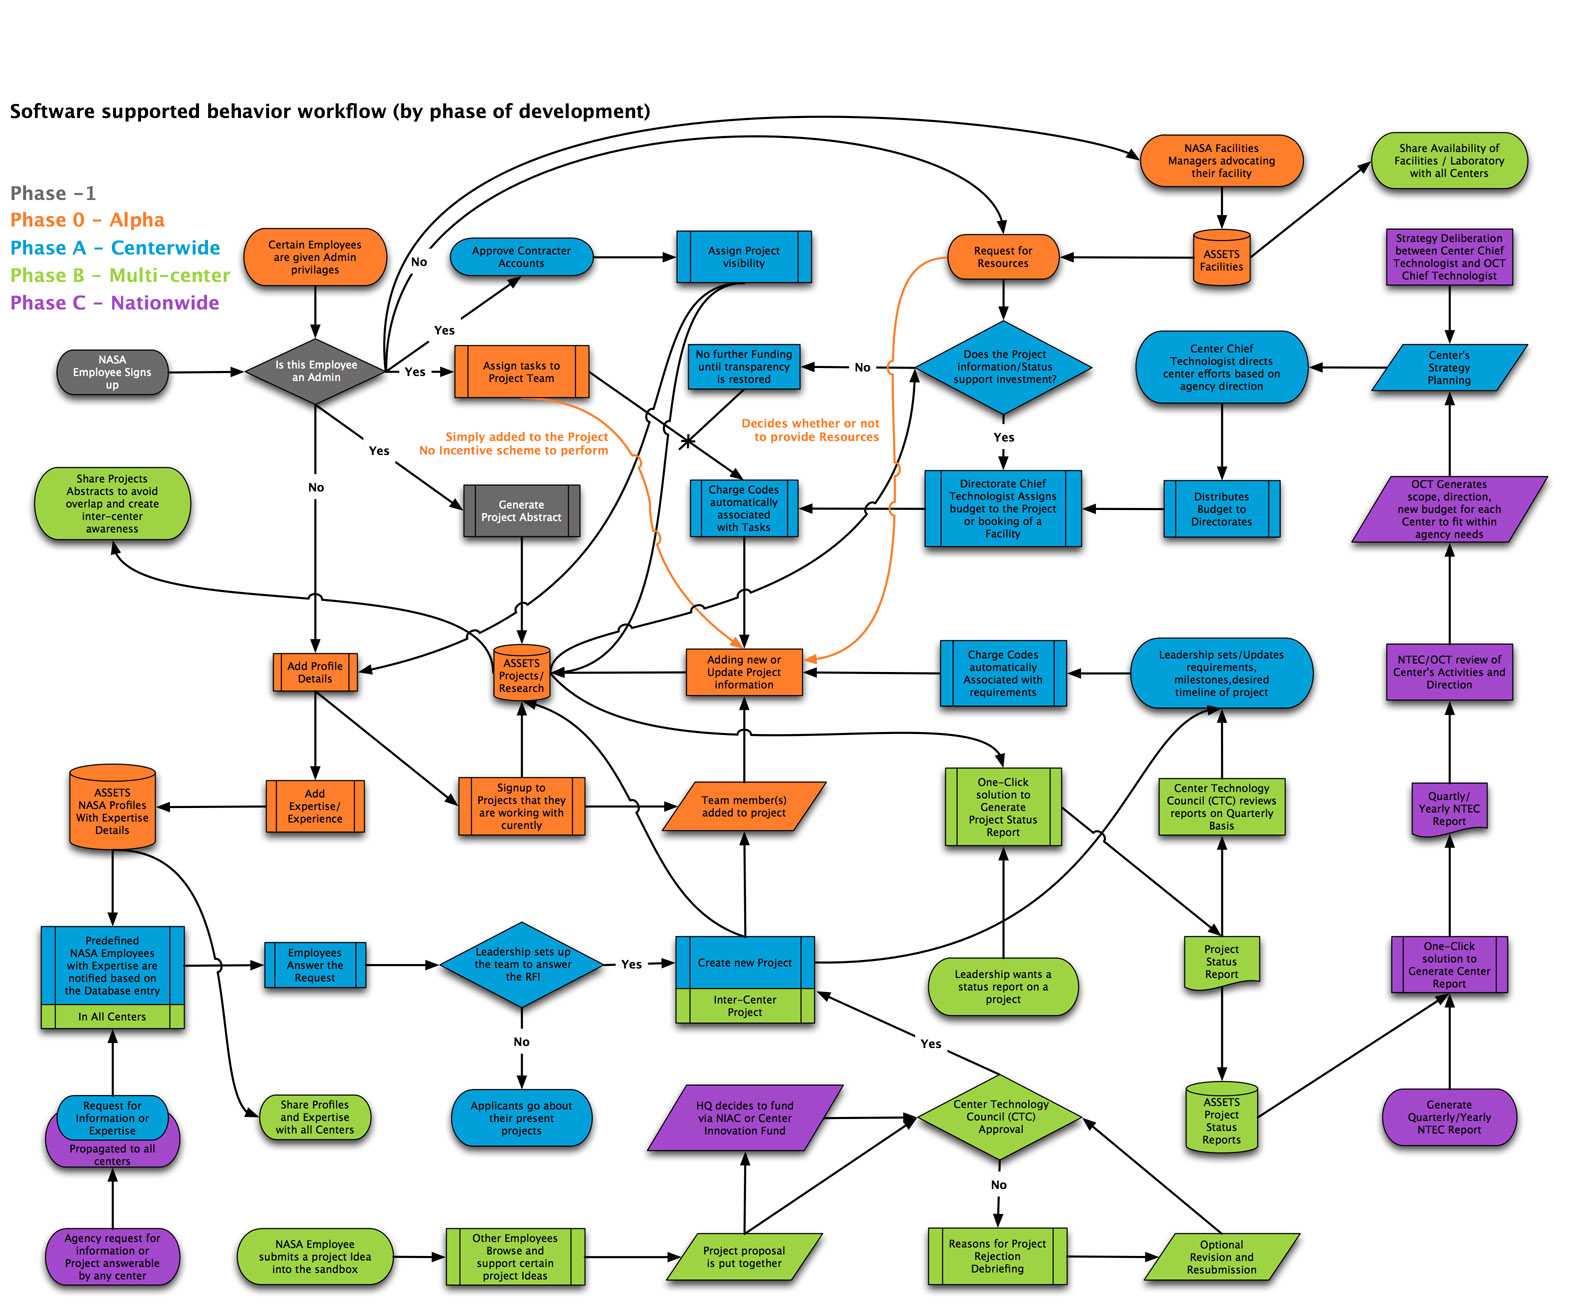 Software supported behavior workflow (by phase of development)
Phase -1
Phase 0 - Alpha
Phase A - Centerwide
Phase B - Multi-center
Phase C - Nationwide
NASA Facilities
Managers advocating
their facility
Share Availability of
Facilities / Laboratory
with all Centers
Certain Employees
are given Admin
privilages
No
Approve Contracter
Accounts
Assign Project
visibility
Request for
Resources
ASSETS
Facilities
Strategy Deliberation
between Center Chief
Technologist and OCT
Chief Technologist
Yes
NASA
Employee Signs
up
Is this Employee
an Admin
Yes
Assign tasks to
Project Team
No further Funding
until transparency
is restored
No
Does the Project
information/Status
support investment?
Center Chief
Technologist directs
center efforts based on
agency direction
Center's
Strategy
Planning
Simply added to the Project
No Incentive scheme to perform
Decides whether or not
to provide Resources
Yes
Yes
No
Share Projects
Abstracts to avoid
overlap and create
inter-center
awareness
Generate
Project Abstract
Charge Codes
automatically
associated
with Tasks
Directorate Chief
Technologist Assigns
budget to the Project
or booking of a
Facility
Distributes
Budget to
Directorates
OCT Generates
scope, direction,
new budget for each
Center to fit within
agency needs
Add Profile
Details
ASSETS
Projects/
Research
Adding new or
Update Project
information
Charge Codes
automatically
Associated with
requirements
Leadership sets/Updates
requirements,
milestones,desired
timeline of project
NTEC/OCT review of
Center's Activities and
Direction
ASSETS
NASA Profiles
With Expertise
Details
Add
Expertise/
Experience
Signup to
Projects that they
are working with
curently
Team member(s)
added to project
One-Click
solution to
Generate
Project Status
Report
Center Technology
Council (CTC) reviews
reports on Quarterly
Basis
Quartly/
Yearly NTEC
Report
Predefined
NASA Employees
with Expertise are
notified based on
the Database entry
In All Centers
Employees
Answer the
Request
Leadership sets up
the team to answer
the RFI
Yes
Create new Project
Inter-Center
Project
Leadership wants a
status report on a
project
Project
Status
Report
One-Click
solution to
Generate Center
Report
No
Yes
Request for
Information or
Expertise
Propagated to all
centers
Share Profiles
and Expertise
with all Centers
Applicants go about
their present
projects
HQ decides to fund
via NIAC or Center
Innovation Fund
Center Technology
Council (CTC)
Approval
ASSETS
Project
Status
Reports
Generate
Quarterly/Yearly
NTEC Report
No
Agency request for
information or
Project answerable
by any center
NASA Employee
submits a project Idea
into the sandbox
Other Employees
Browse and
support certain
project Ideas
Project proposal
is put together
Reasons for Project
Rejection
Debriefing
Optional
Revision and
Resubmission